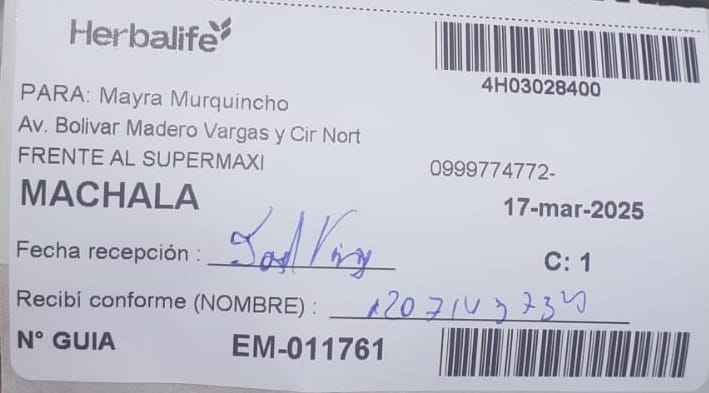 Herbalife
4H03028400
PARA: Mayra Murquincho
Av. Bolivar Madero Vargas y Cir Nort
FRENTE AL SUPERMAXI
0999774772-
MACHALA
17-mar-2025
Fecha recepción :
C: 1
Recibí conforme (NOMBRE) :
N° GUIA EM-011761